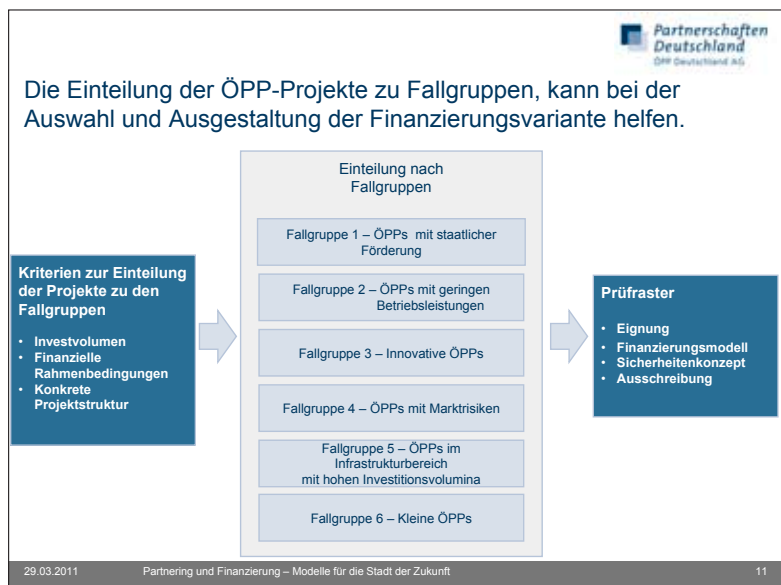 Partnerschaften
Deutschland
ÖPP Deutschland AG
Die Einteilung der ÖPP-Projekte zu Fallgruppen, kann bei der
Auswahl und Ausgestaltung der Finanzierungsvariante helfen.
Kriterien zur Einteilung
der Projekte zu den
Fallgruppen
• Investvolumen
• Finanzielle
Rahmenbedingungen
• Konkrete
Projektstruktur
Einteilung nach
Fallgruppen
Fallgruppe 1 – ÖPPs mit staatlicher
Förderung
Fallgruppe 2 – ÖPPs mit geringen
Betriebsleistungen
Fallgruppe 3 – Innovative ÖPPs
Fallgruppe 4 – ÖPPs mit Marktrisiken
Fallgruppe 5 – ÖPPs im
Infrastrukturbereich
mit hohen Investitionsvolumina
Fallgruppe 6 – Kleine ÖPPs
Prüfraster
• Eignung
• Finanzierungsmodell
• Sicherheitenkonzept
• Ausschreibung
29.03.2011 Partnering und Finanzierung – Modelle für die Stadt der Zukunft 11